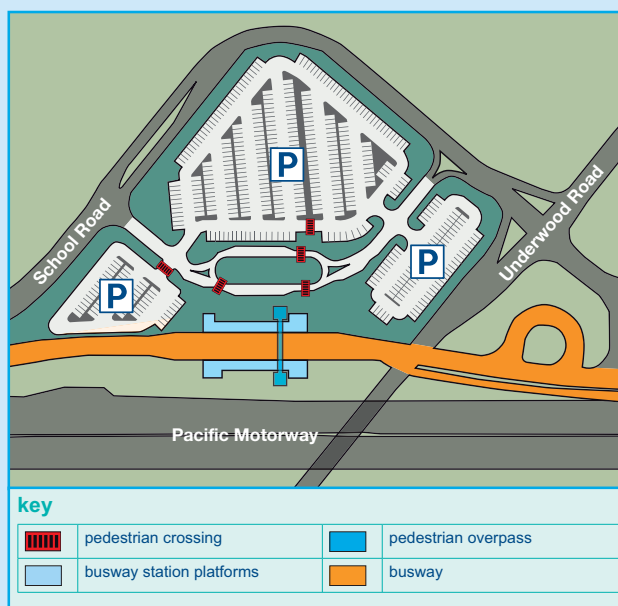 P
School Road
Underwood Road
P
P
Pacific Motorway
key
pedestrian crossing
pedestrian overpass
busway station platforms
busway